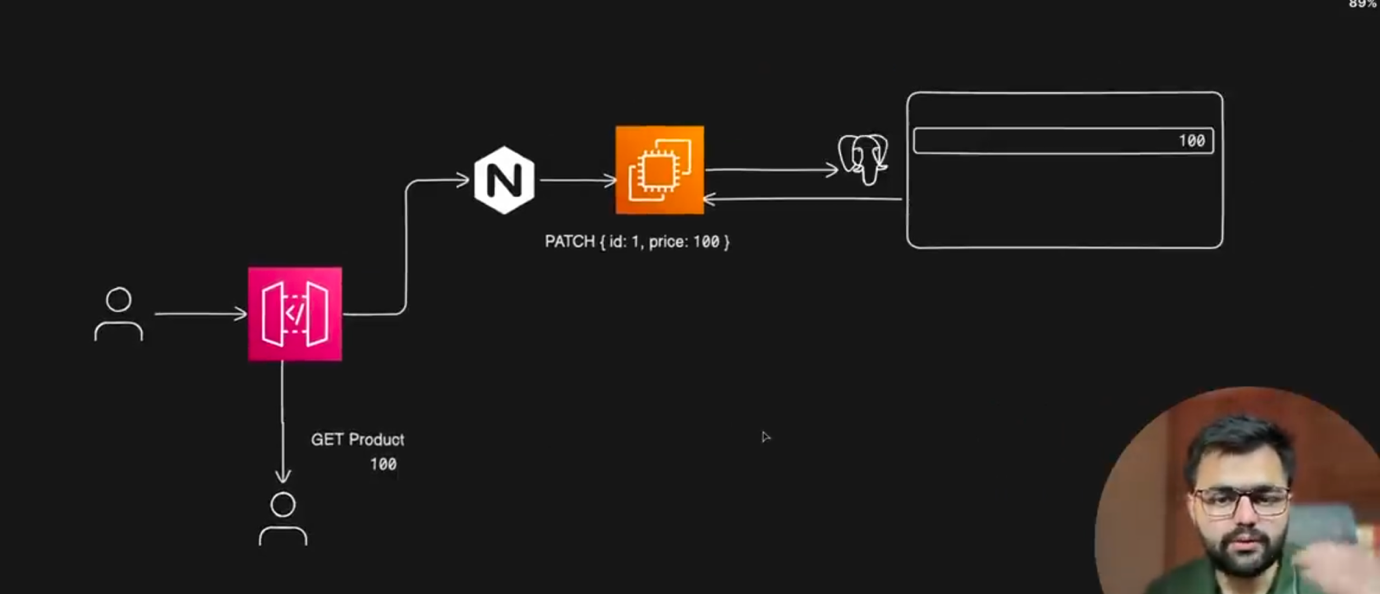 89%
100
N
PATCH { id: 1, price: 100 }
</>
GET Product
100